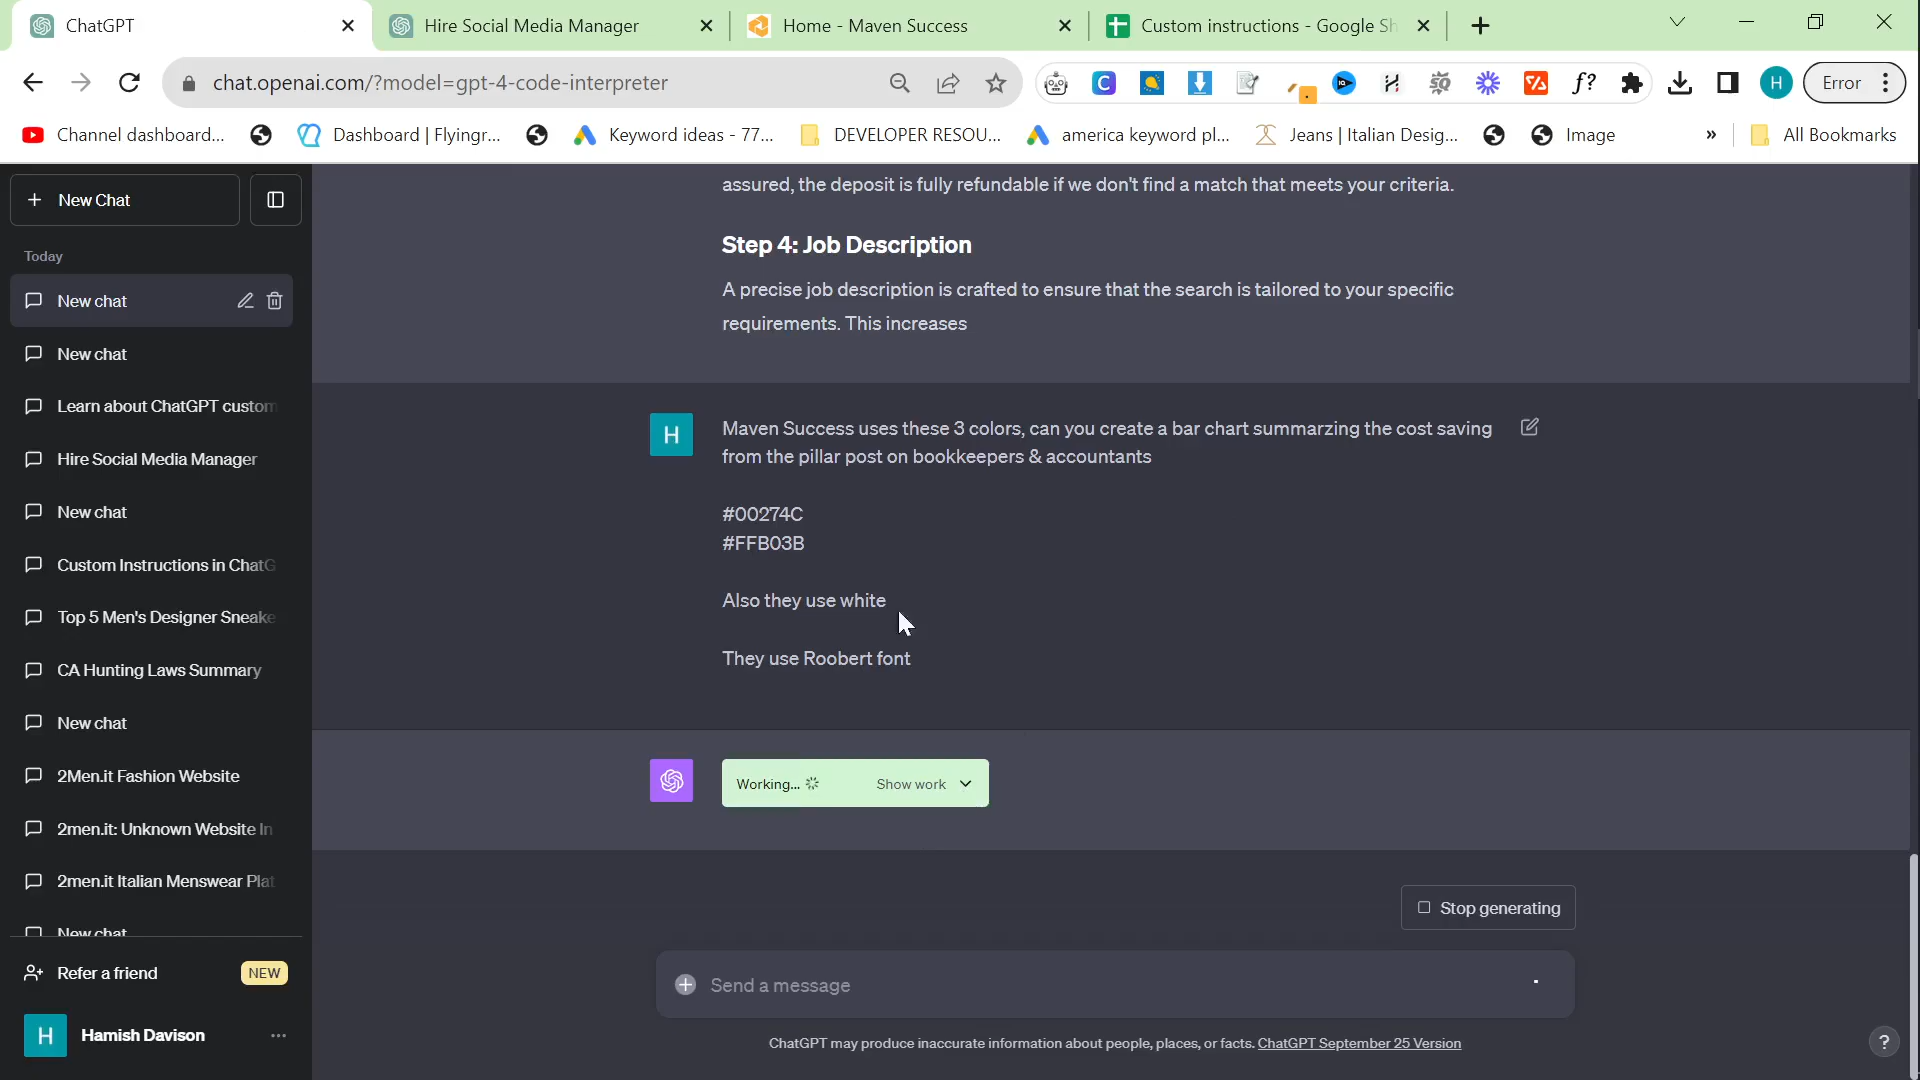 ChatGPT
Hire Social Media Manager
Home - Maven Success
Custom instructions - Google Sh
chat.openai.com/?model=gpt-4-code-interpreter
Error
Channel dashboard...
Dashboard | Flyingr...
Keyword ideas - 77...
DEVELOPER RESOU...
america keyword pl...
Jeans | Italian Desig...
Image
»
All Bookmarks
New Chat
Today
New chat
New chat
Learn about ChatGPT custom
Hire Social Media Manager
New chat
Custom Instructions in ChatG
Top 5 Men's Designer Sneake
CA Hunting Laws Summary
New chat
2Men.it Fashion Website
2men.it: Unknown Website In
2men.it Italian Menswear Plat
New chat
Refer a friend
NEW
H
Hamish Davison
assured, the deposit is fully refundable if we don't find a match that meets your criteria.
Step 4: Job Description
A precise job description is crafted to ensure that the search is tailored to your specific
requirements. This increases
H
Maven Success uses these 3 colors, can you create a bar chart summarzing the cost saving
from the pillar post on bookkeepers & accountants
#00274C
#FFB03B
Also they use white
They use Roobert font
Working...
Show work
Stop generating
Send a message
ChatGPT may produce inaccurate information about people, places, or facts. ChatGPT September 25 Version
?